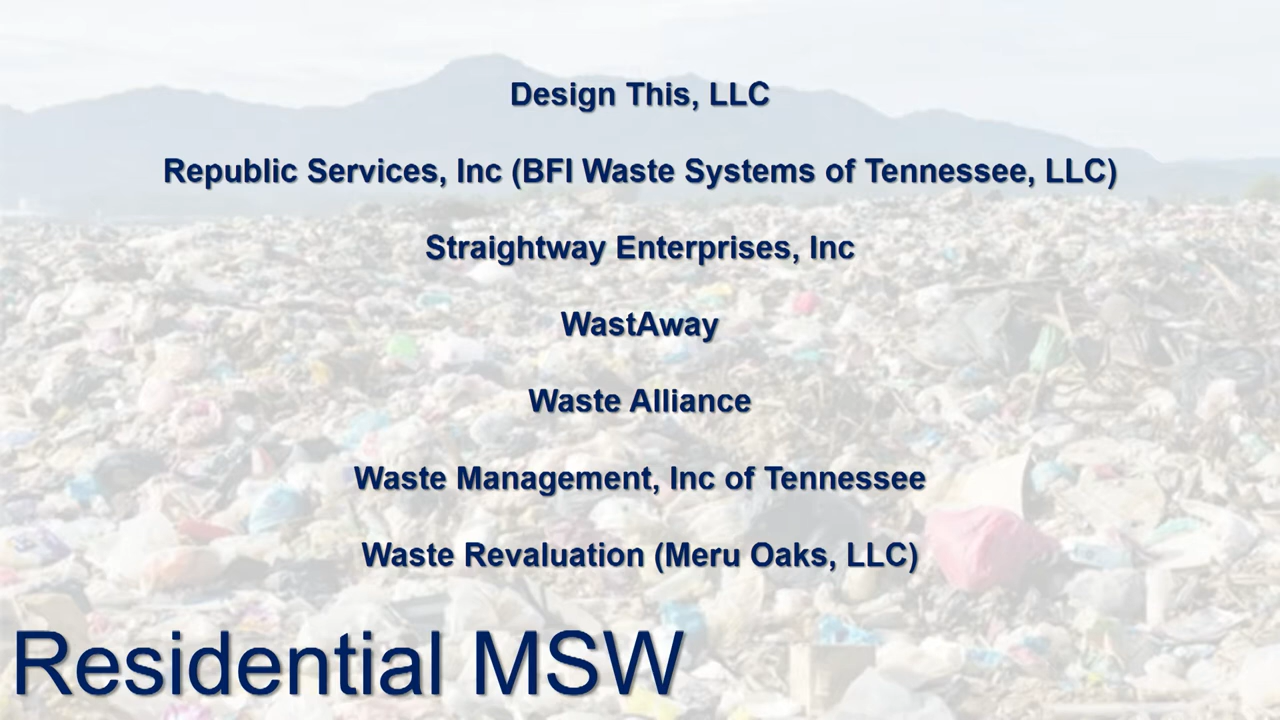 Design This, LLC
Republic Services, Inc (BFI Waste Systems of Tennessee, LLC)
Straightway Enterprises, Inc
WastAway
Waste Alliance
Waste Management, Inc of Tennessee
Waste Revaluation (Meru Oaks, LLC)
Residential MSW